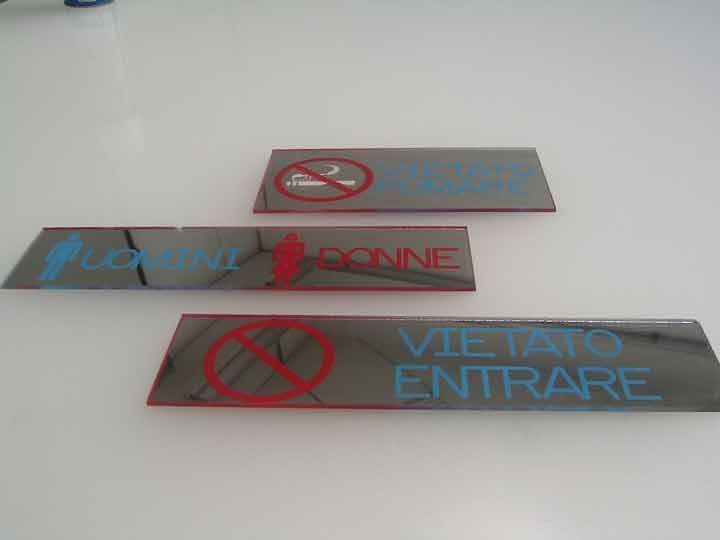 VIETATO
FUMARE
UOMINI DONNE
VIETATO
ENTRARE